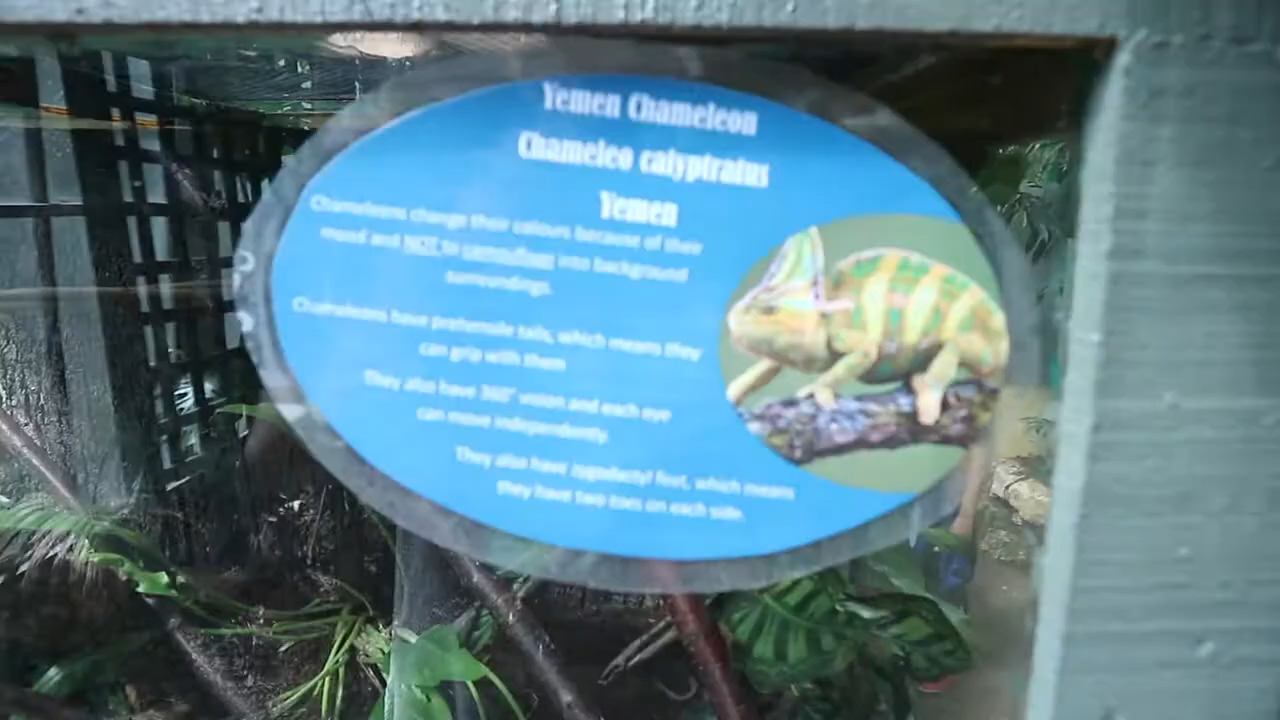 Yemen Chameleon
Chameleo calyptratus
Yemen
Chameleons change their colours because of their
mood and NOT to camouflage into background
surroundings.
Chameleons have prehensile tails, which means they
can grip with them
They also have 360° vision and each eye
can move independently.
They also have zygodactyl feet, which means
they have two toes on each side.